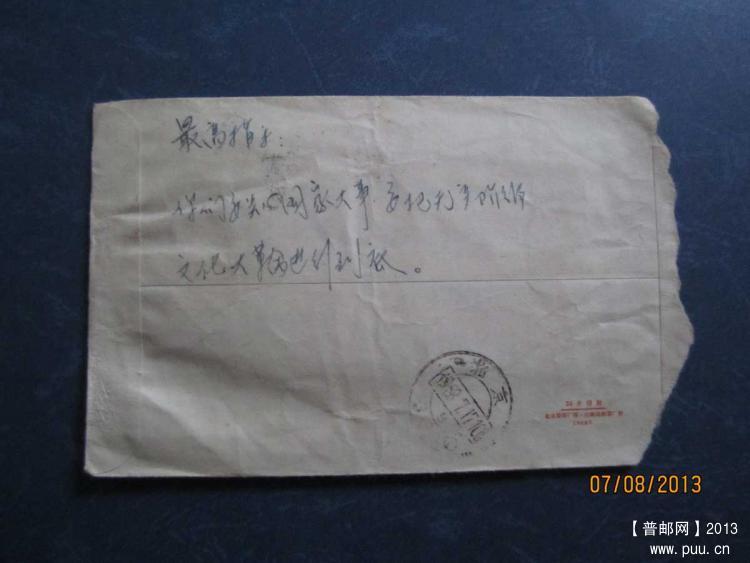 最高指示：
你们要关心国家大事，要把无产阶级
文化大革命进行到底。
北京
07/08/2013
【普邮网】2013
www.puu.cn